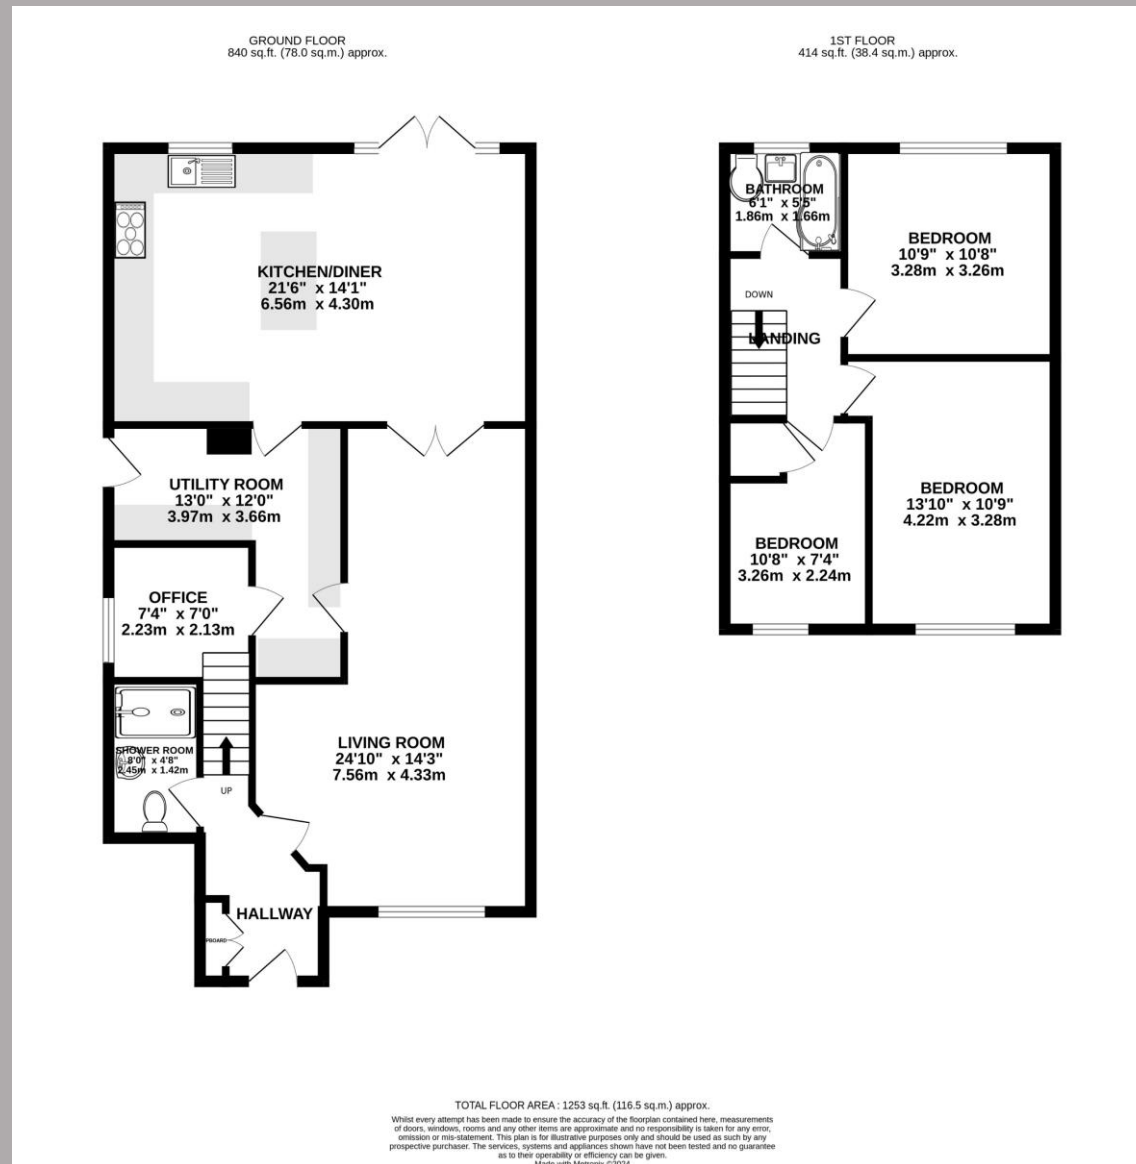 GROUND FLOOR
840 sq.ft. (78.0 sq.m.) approx.
1ST FLOOR
414 sq.ft. (38.4 sq.m.) approx.
KITCHEN/DINER
21'6" x 14'1"
6.56m x 4.30m
UTILITY ROOM
13'0" x 12'0"
3.97m x 3.66m
OFFICE
7'4" x 7'0"
2.23m x 2.13m
SHOWER ROOM
8'0" x 4'8"
2.45m x 1.42m
UP
LIVING ROOM
24'10" x 14'3"
7.56m x 4.33m
HALLWAY
PBOARD
BATHROOM
6'1" x 5'5"
1.86m x 1.66m
BEDROOM
10'9" x 10'8"
3.28m x 3.26m
DOWN
LANDING
BEDROOM
13'10" x 10'9"
4.22m x 3.28m
BEDROOM
10'8" x 7'4"
3.26m x 2.24m
TOTAL FLOOR AREA : 1253 sq.ft. (116.5 sq.m.) approx.
Whilst every attempt has been made to ensure the accuracy of the floorplan contained here, measurements
of doors, windows, rooms and any other items are approximate and no responsibility is taken for any error,
omission or mis-statement. This plan is for illustrative purposes only and should be used as such by any
prospective purchaser. The services, systems and appliances shown have not been tested and no guarantee
as to their operability or efficiency can be given.
Made with Metropix ©2024